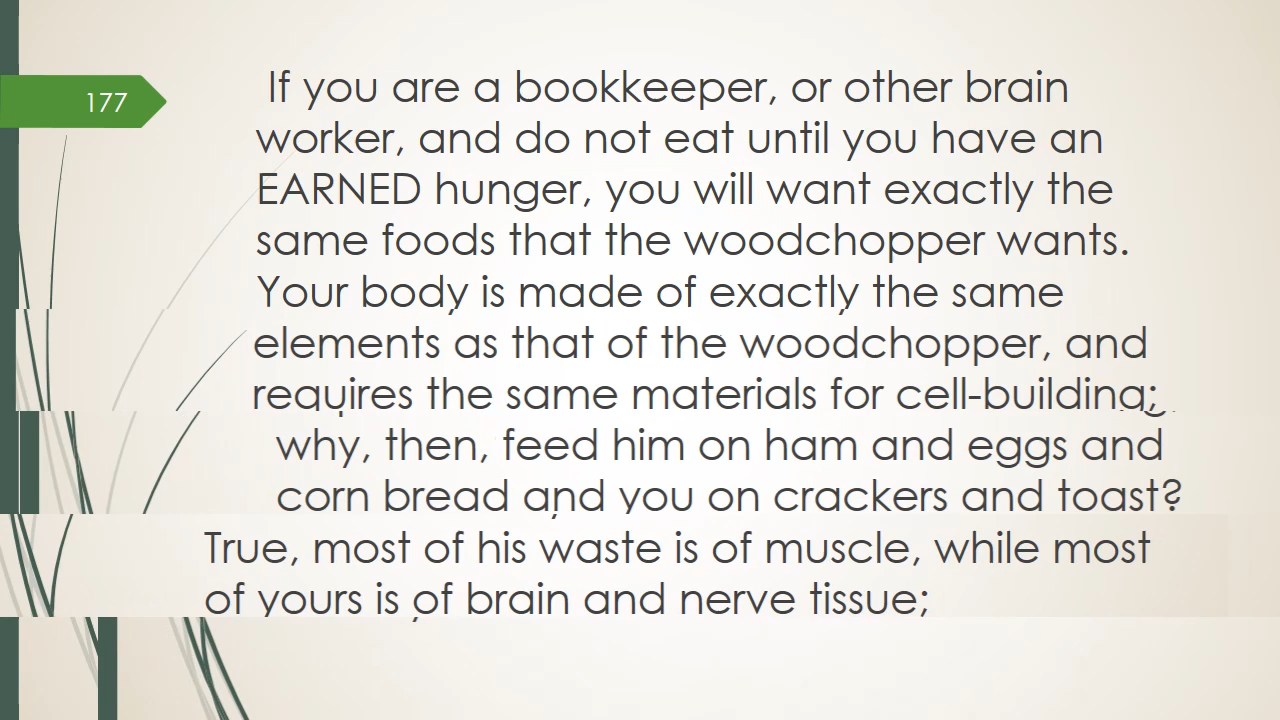 177
If you are a bookkeeper, or other brain
worker, and do not eat until you have an
EARNED hunger, you will want exactly the
same foods that the woodchopper wants.
Your body is made of exactly the same
elements as that of the woodchopper, and
requires the same materials for cell-building;
why, then, feed him on ham and eggs and
corn bread and you on crackers and toast?
True, most of his waste is of muscle, while most
of yours is of brain and nerve tissue;